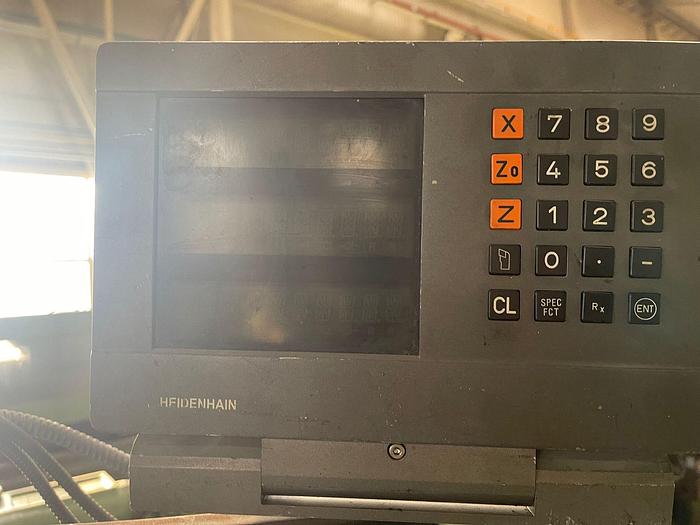 X 7 8 9
Zo 4 5 6
Z 1 2 3
0 . -
CL SPEC FCT Rx ENT
HEIDENHAIN